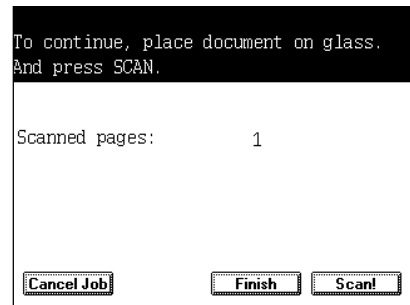 To continue, place document on glass.
And press SCAN.
Scanned pages: 1
Cancel Job Finish Scan!